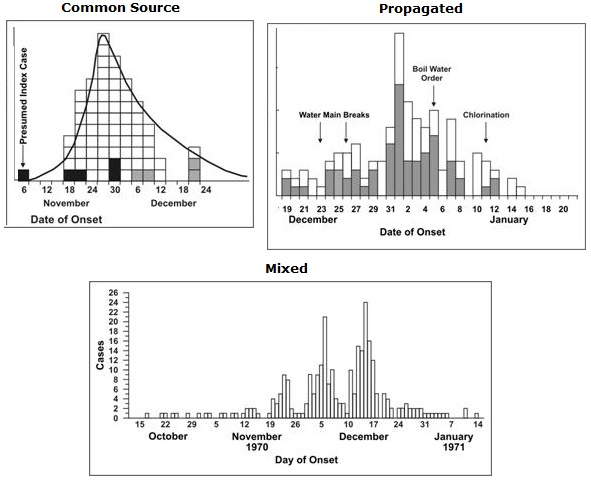 Common Source
Presumed Index Case
6 12 18 24 30 6 12 18 24
November December
Date of Onset
Propagated
Boil Water
Order
Water Main Breaks
Chlorination
19 21 23 25 27 29 31 2 4 6 8 10 12 14 16 18 20
December January
Date of Onset
Mixed
26
24
22
20
18
16
14
12
10
8
6
4
2
0
Cases
15 22 29 5 12 19 26 5 10 17 24 31 7 14
October November December January
1970 1971
Day of Onset